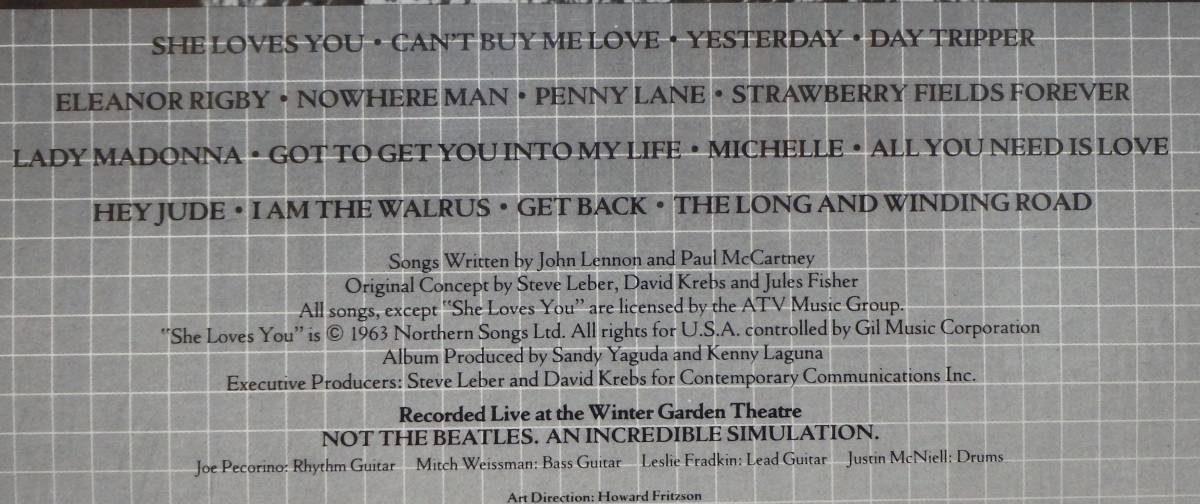 SHE LOVES YOU • CAN'T BUY ME LOVE • YESTERDAY • DAY TRIPPER
ELEANOR RIGBY • NOWHERE MAN • PENNY LANE • STRAWBERRY FIELDS FOREVER
LADY MADONNA • GOT TO GET YOU INTO MY LIFE • MICHELLE • ALL YOU NEED IS LOVE
HEY JUDE • I AM THE WALRUS • GET BACK • THE LONG AND WINDING ROAD
Songs Written by John Lennon and Paul McCartney
Original Concept by Steve Leber, David Krebs and Jules Fisher
All songs, except "She Loves You" are licensed by the ATV Music Group.
"She Loves You" is © 1963 Northern Songs Ltd. All rights for U.S.A. controlled by Gil Music Corporation
Album Produced by Sandy Yaguda and Kenny Laguna
Executive Producers: Steve Leber and David Krebs for Contemporary Communications Inc.
Recorded Live at the Winter Garden Theatre
NOT THE BEATLES. AN INCREDIBLE SIMULATION.
Joe Pecorino: Rhythm Guitar Mitch Weissman: Bass Guitar Leslie Fradkin: Lead Guitar Justin McNiell: Drums
Art Direction: Howard Fritzson